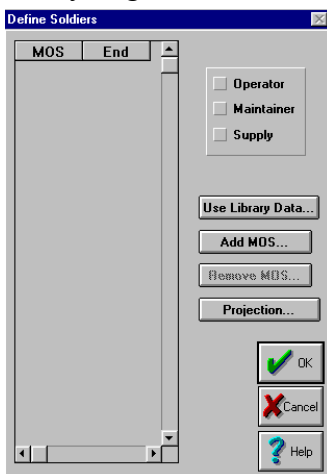 Define Soldiers
MOS End
Operator
Maintainer
Supply
Use Library Data...
Add MOS...
Remove MOS...
Projection...
OK
Cancel
? Help